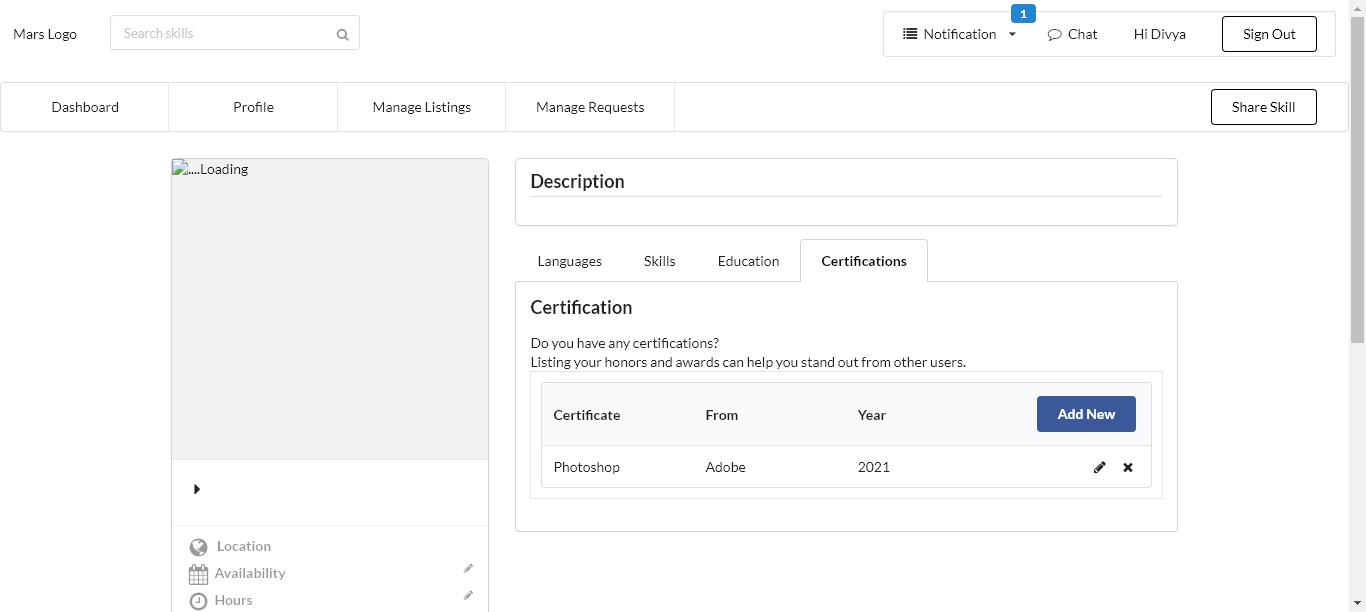 1
Mars Logo
Search skills
Notification
Chat
Hi Divya
Sign Out
Dashboard
Profile
Manage Listings
Manage Requests
Share Skill
....Loading
Location
Availability
Hours
Description
Languages
Skills
Education
Certifications
Certification
Do you have any certifications?
Listing your honors and awards can help you stand out from other users.
Certificate From Year Add New
Photoshop Adobe 2021